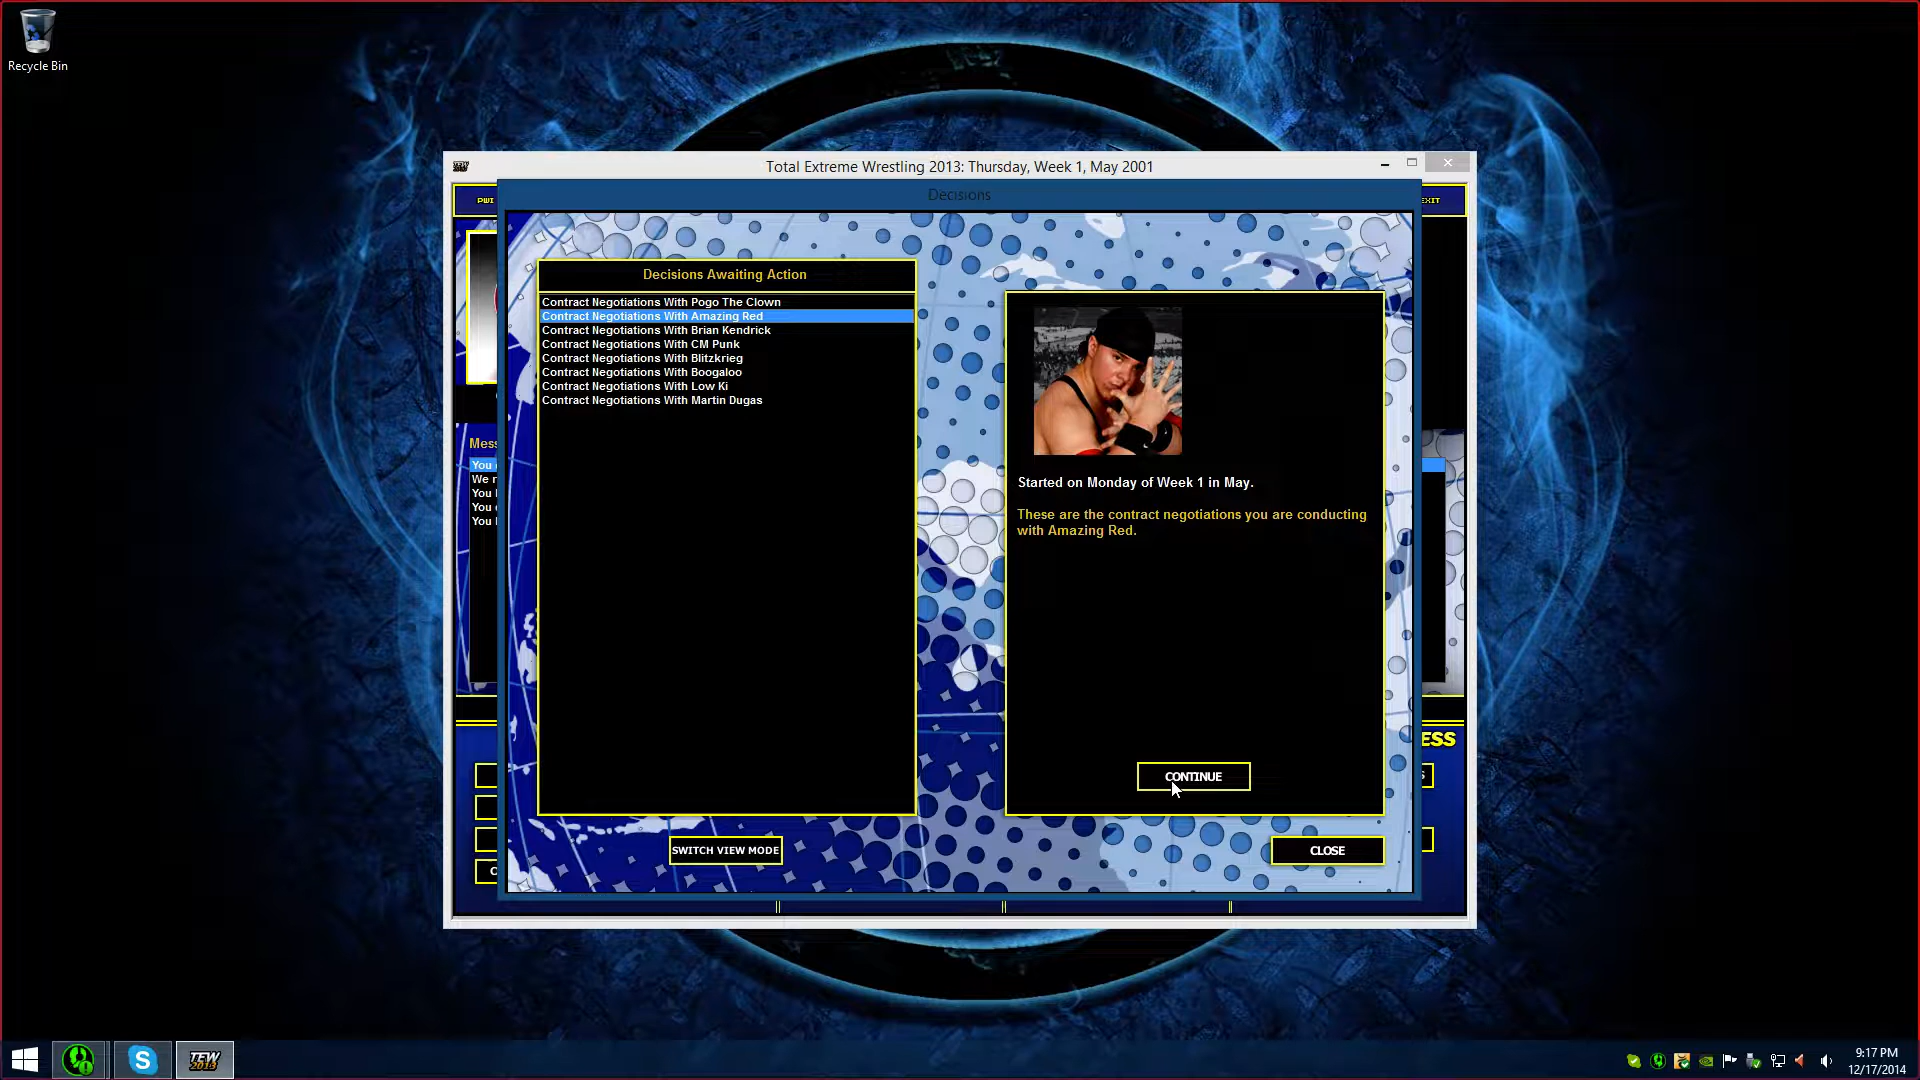 Recycle Bin
TEW
Total Extreme Wrestling 2013: Thursday, Week 1, May 2001
PWI
Decisions
EXIT
Decisions Awaiting Action
Contract Negotiations With Pogo The Clown
Contract Negotiations With Amazing Red
Contract Negotiations With Brian Kendrick
Contract Negotiations With CM Punk
Contract Negotiations With Blitzkrieg
Contract Negotiations With Boogaloo
Contract Negotiations With Low Ki
Contract Negotiations With Martin Dugas
Mess
You
We r
You
You
You
Started on Monday of Week 1 in May.
These are the contract negotiations you are conducting
with Amazing Red.
ESS
S
CONTINUE
SWITCH VIEW MODE
CLOSE
TEW
2013
9:17 PM
12/17/2014